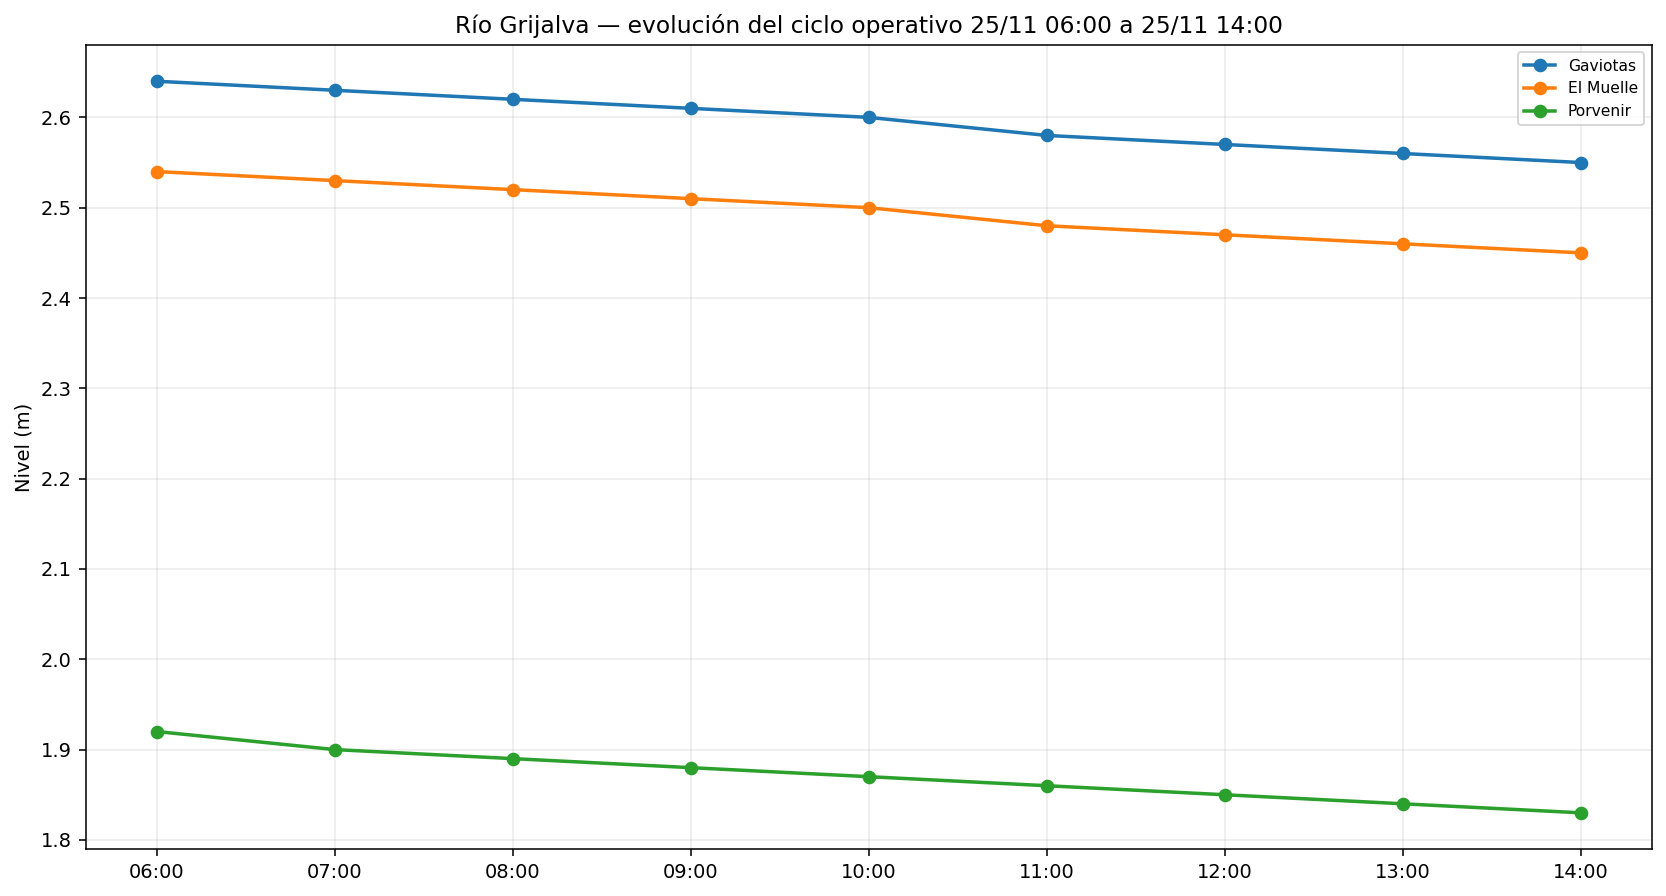 Río Grijalva — evolución del ciclo operativo 25/11 06:00 a 25/11 14:00
Gaviotas
El Muelle
Porvenir
Nivel (m)
2.6
2.5
2.4
2.3
2.2
2.1
2.0
1.9
1.8
06:00 07:00 08:00 09:00 10:00 11:00 12:00 13:00 14:00